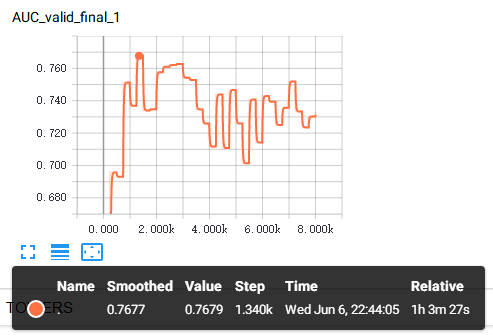 AUC_valid_final_1
0.760
0.740
0.720
0.700
0.680
0.000 2.000k 4.000k 6.000k 8.000k
Name Smoothed Value Step Time Relative
. 0.7677 0.7679 1.340k Wed Jun 6, 22:44:05 1h 3m 27s